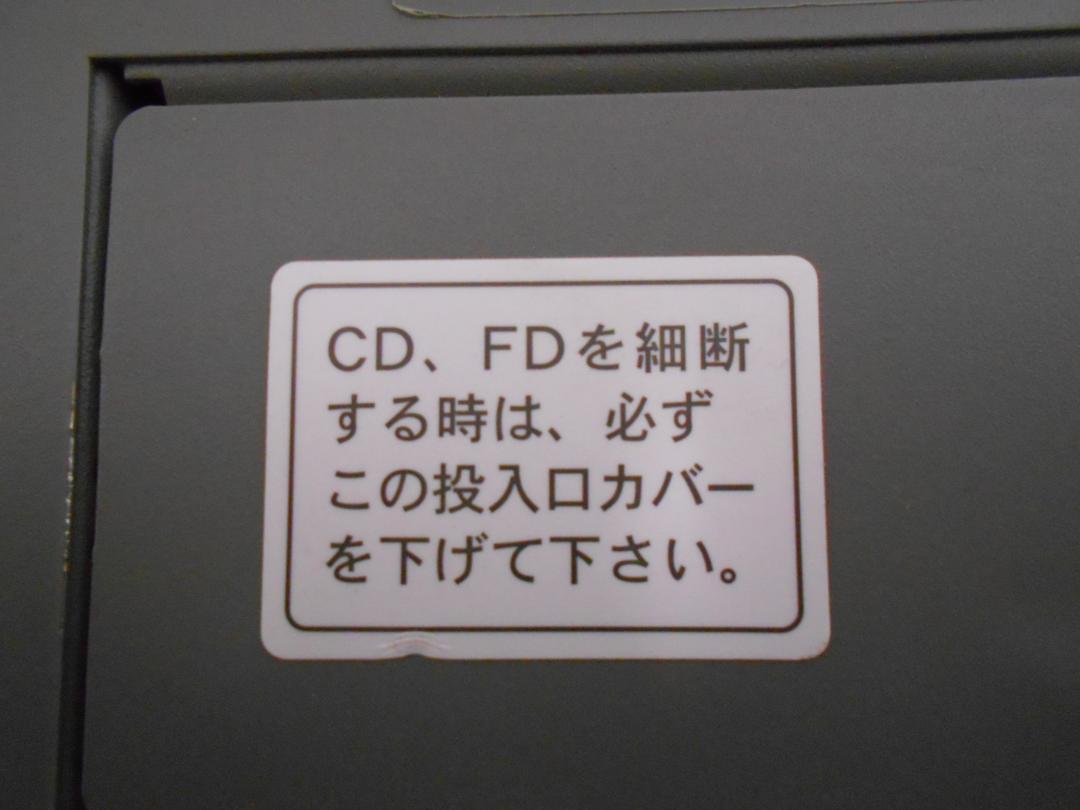 CD、FDを細断
する時は、必ず
この投入口カバー
を下げて下さい。